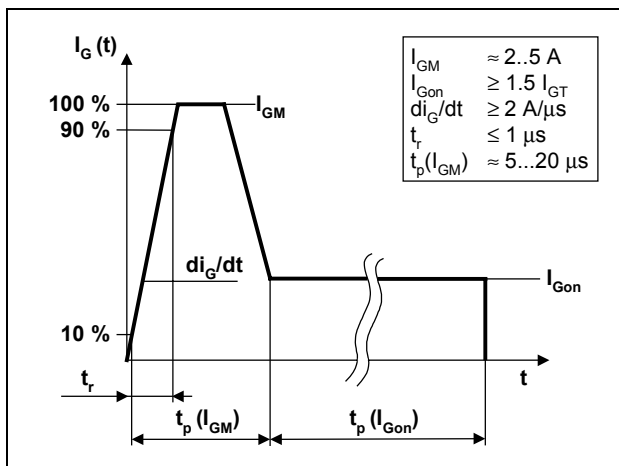 I_G (t)
100 %
90 %
I_GM
di_G/dt
10 %
I_Gon
t
t_r
t_p (I_GM)
t_p (I_Gon)
I_GM ≈ 2..5 A
I_Gon ≥ 1.5 I_GT
di_G/dt ≥ 2 A/µs
t_r ≤ 1 µs
t_p(I_GM) ≈ 5...20 µs